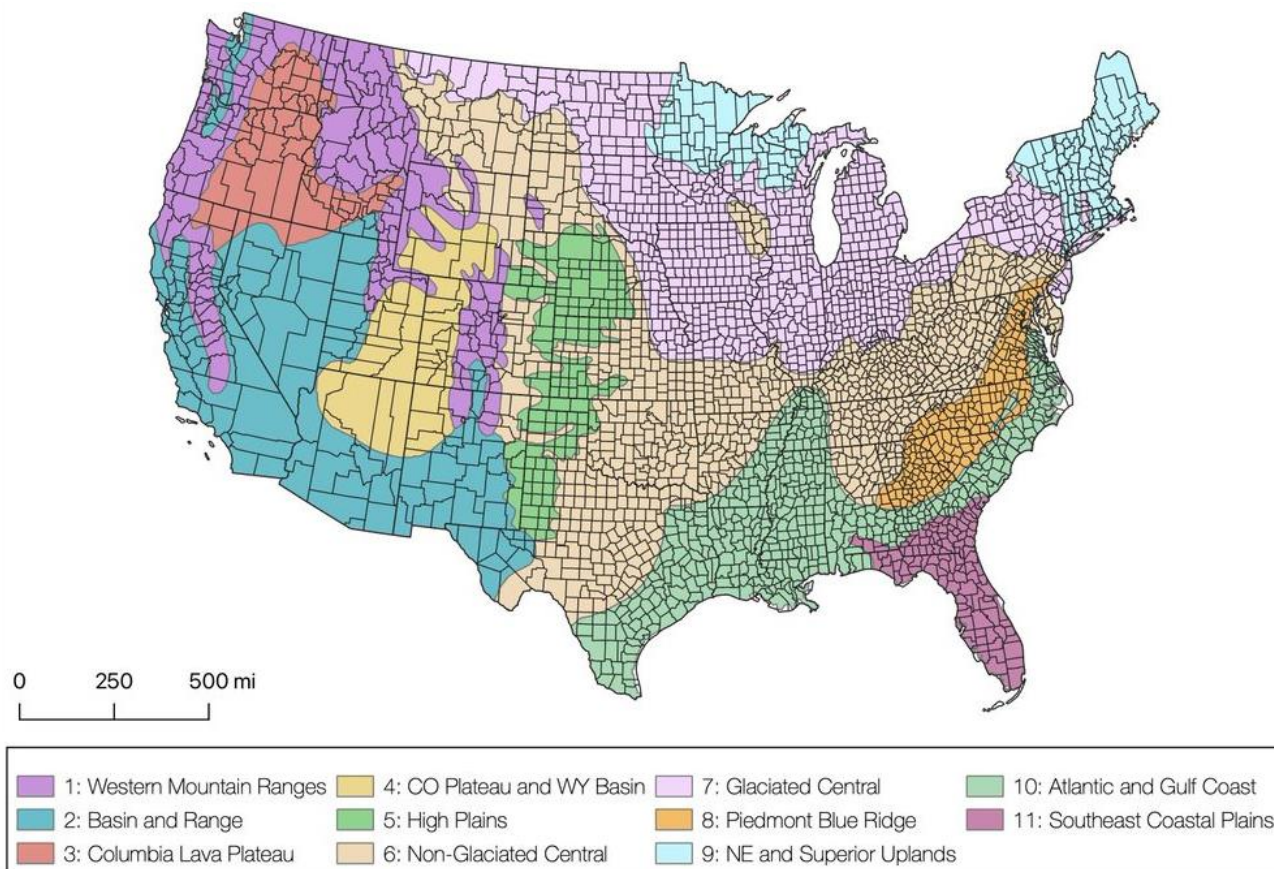 0 250 500 mi
1: Western Mountain Ranges 4: CO Plateau and WY Basin 7: Glaciated Central 10: Atlantic and Gulf Coast
2: Basin and Range 5: High Plains 8: Piedmont Blue Ridge 11: Southeast Coastal Plains
3: Columbia Lava Plateau 6: Non-Glaciated Central 9: NE and Superior Uplands